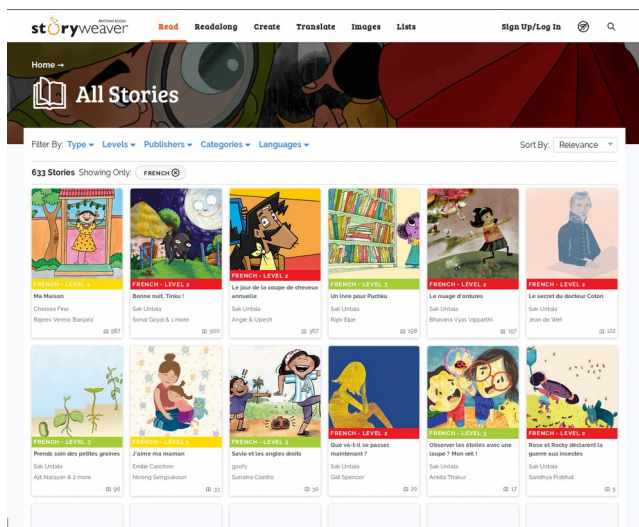 PRATHAM BOOKS
storyweaver
Read Readalong Create Translate Images Lists Sign Up/Log In
Home →
All Stories
Filter By: Type Levels Publishers Categories Languages Sort By: Relevance
633 Stories Showing Only: FRENCH
FRENCH - LEVEL 1
Ma Maison
Chelsea Fine
Rajeev Verma 'Banjara'
587
FRENCH - LEVEL 2
Bonne nuit, Tinku !
Sak Untala
Sonal Goyal & 1 more
500
FRENCH - LEVEL 2
Le jour de la coupe de cheveux
annuelle
Sak Untala
Angie & Upesh
367
FRENCH - LEVEL 3
Un livre pour Puchku
Sak Untala
Rajiv Eipe
198
FRENCH - LEVEL 2
Le nuage d'ordures
Sak Untala
Bhavana Vyas Vipparthi
157
FRENCH - LEVEL 2
Le secret du docteur Coton
Sak Untala
Jean de Wet
122
FRENCH - LEVEL 3
Prends soin des petites graines
Sak Untala
Ajit Narayan & 2 more
96
FRENCH - LEVEL 1
J'aime ma maman
Emilie Canchon
Nivong Sengsakoun
33
FRENCH - LEVEL 3
Savio et les angles droits
goofy
Sunaina Coelho
30
FRENCH - LEVEL 2
Que va-t-il se passer,
maintenant ?
Sak Untala
Gail Spencer
20
FRENCH - LEVEL 3
Observer les étoiles avec une
loupe ? Mon œil !
Sak Untala
Ankita Thakur
17
FRENCH - LEVEL 2
Rose et Rocky déclarent la
guerre aux insectes
Sak Untala
Sandhya Prabhat
5